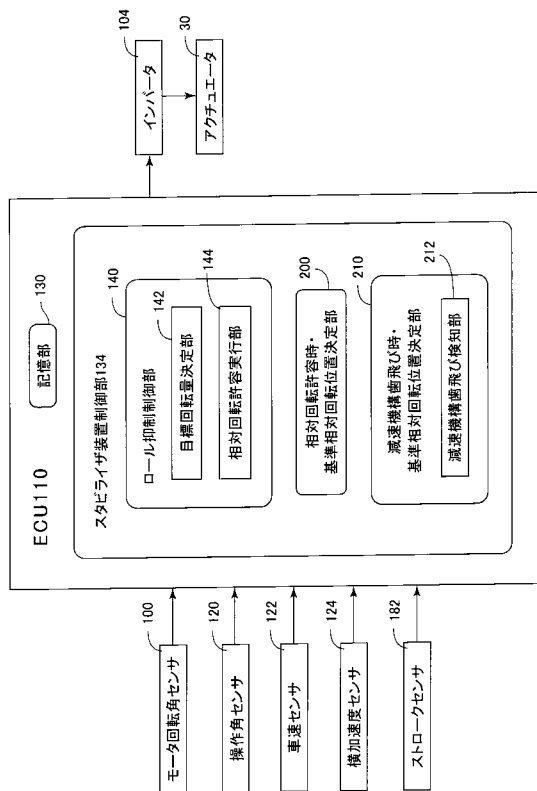 ECU110
記憶部
130
スタビライザ装置制御部134
ロール抑制制御部
140
目標回転量決定部
142
相対回転許容実行部
144
相対回転許容時・
基準相対回転位置決定部
200
減速機構歯飛び時・
基準相対回転位置決定部
210
減速機構歯飛び検知部
212
モータ回転角センサ
100
操作角センサ
120
車速センサ
122
横加速度センサ
124
ストロークセンサ
182
インバータ
104
アクチュエータ
30